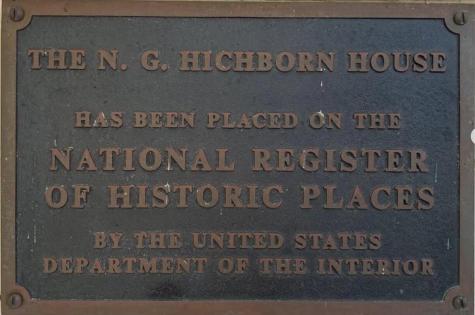 THE N. G. HICHBORN HOUSE
HAS BEEN PLACED ON THE
NATIONAL REGISTER
OF HISTORIC PLACES
BY THE UNITED STATES
DEPARTMENT OF THE INTERIOR